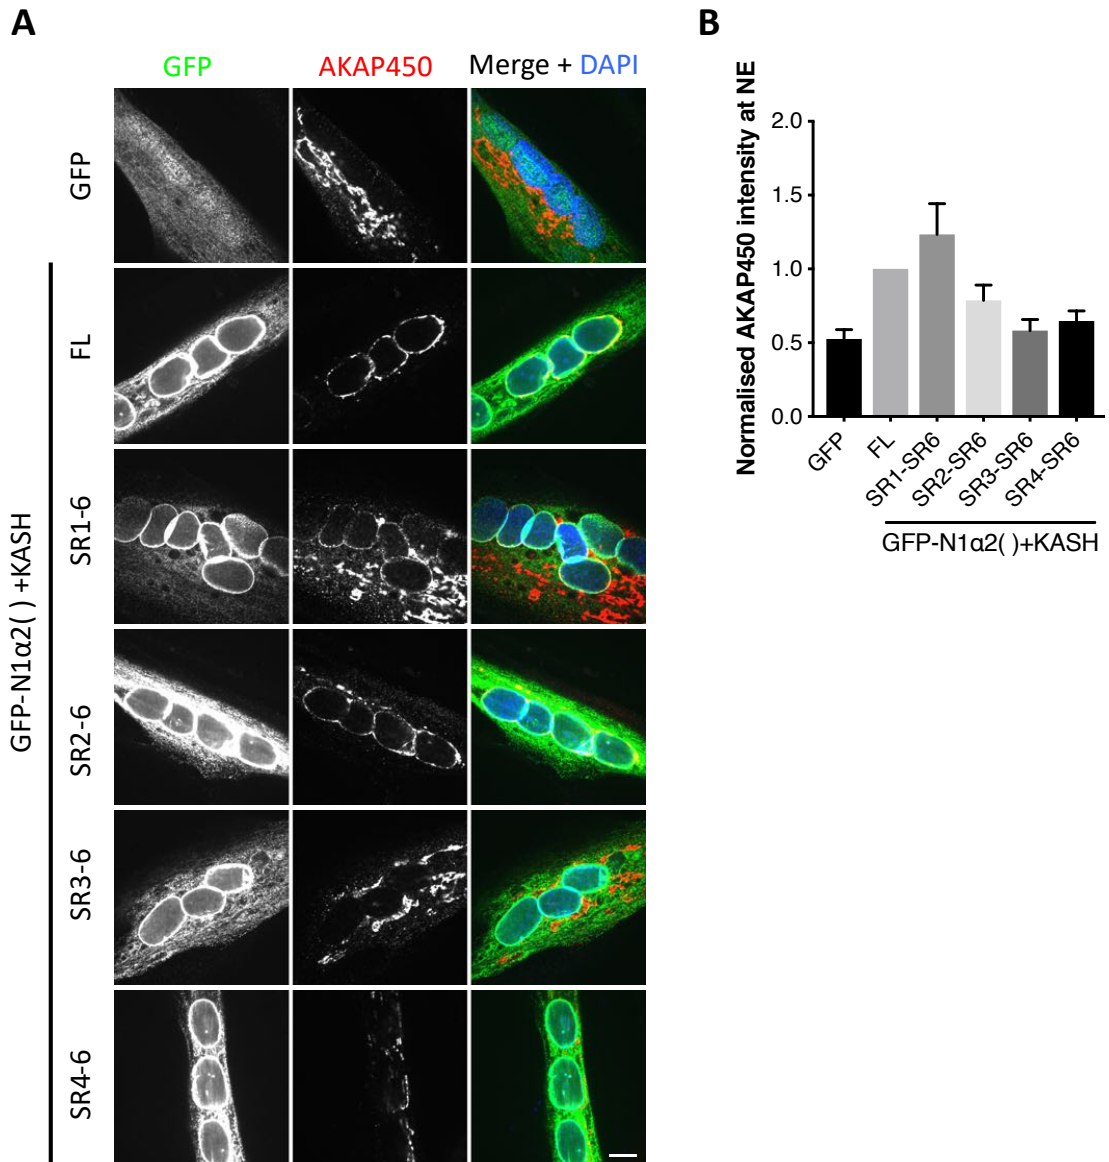 A
GFP
AKAP450
Merge + DAPI
GFP
FL
SR1-6
SR2-6
SR3-6
SR4-6
GFP-N1α2( ) +KASH
B
Normalised AKAP450 intensity at NE
2.0
1.5
1.0
0.5
0.0
GFP
FL
SR1-SR6
SR2-SR6
SR3-SR6
SR4-SR6
GFP-N1α2( )+KASH